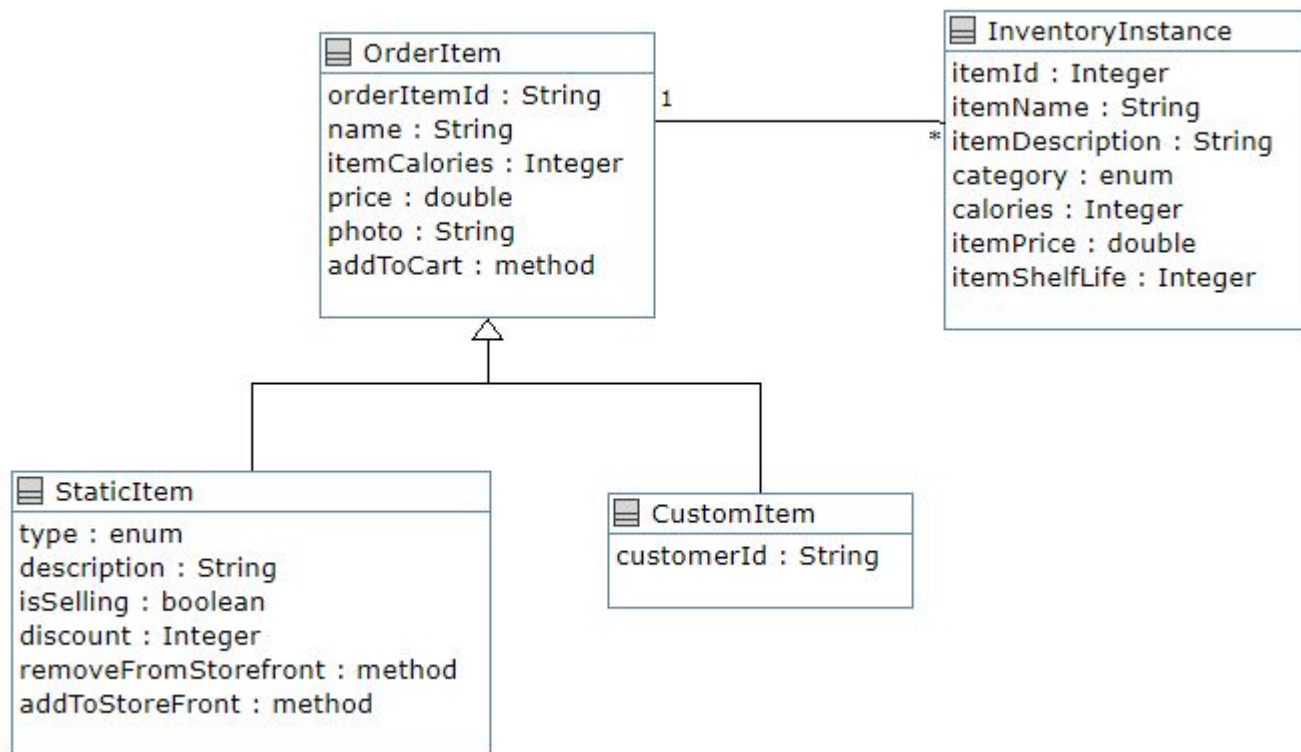 OrderItem
orderItemId : String
name : String
itemCalories : Integer
price : double
photo : String
addToCart : method
1
*
InventoryInstance
itemId : Integer
itemName : String
itemDescription : String
category : enum
calories : Integer
itemPrice : double
itemShelfLife : Integer
StaticItem
type : enum
description : String
isSelling : boolean
discount : Integer
removeFromStorefront : method
addToStoreFront : method
CustomItem
customerId : String